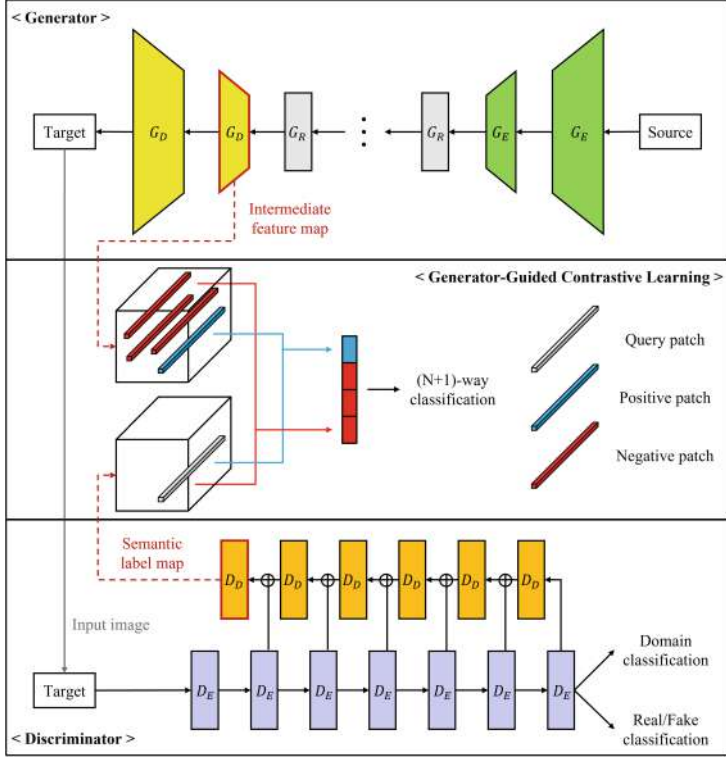 < Generator >
Target
G_D
G_D
G_R
G_R
G_E
G_E
Source
Intermediate
feature map
< Generator-Guided Contrastive Learning >
(N+1)-way
classification
Query patch
Positive patch
Negative patch
Semantic
label map
D_D
D_D
D_D
D_D
D_D
D_D
Input image
Target
D_E
D_E
D_E
D_E
D_E
D_E
D_E
Domain
classification
Real/Fake
classification
< Discriminator >